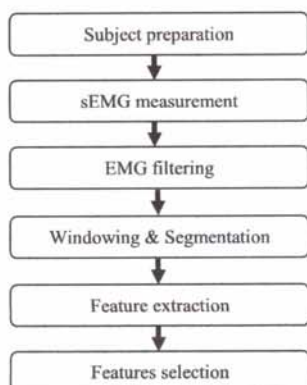 Subject preparation
sEMG measurement
EMG filtering
Windowing & Segmentation
Feature extraction
Features selection